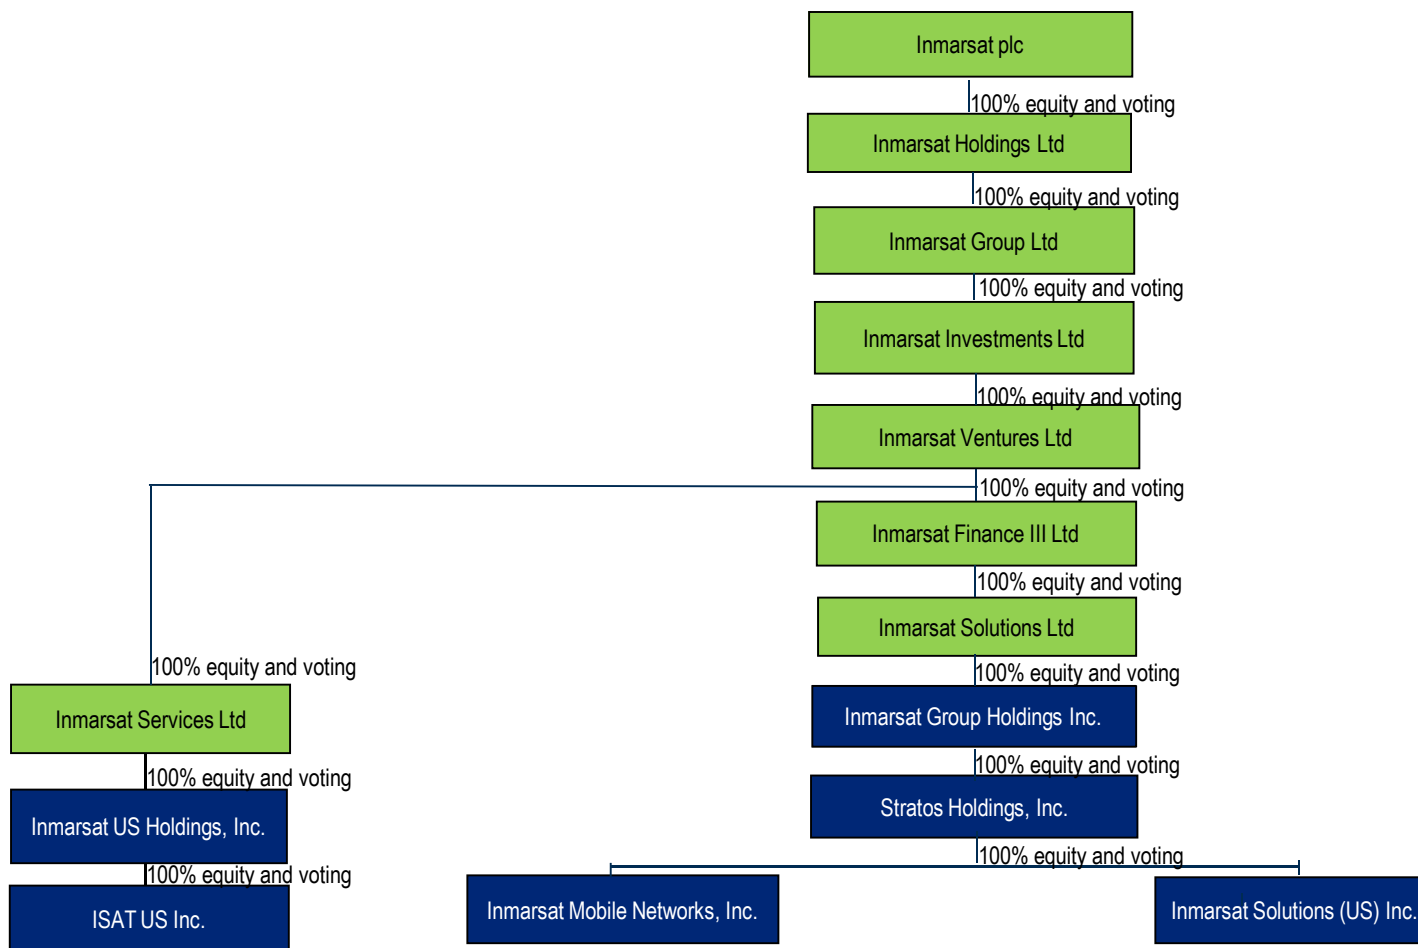 Inmarsat plc
100% equity and voting
Inmarsat Holdings Ltd
100% equity and voting
Inmarsat Group Ltd
100% equity and voting
Inmarsat Investments Ltd
100% equity and voting
Inmarsat Ventures Ltd
100% equity and voting
Inmarsat Finance III Ltd
100% equity and voting
Inmarsat Solutions Ltd
100% equity and voting
100% equity and voting
Inmarsat Services Ltd
Inmarsat Group Holdings Inc.
100% equity and voting
100% equity and voting
Inmarsat US Holdings, Inc.
Stratos Holdings, Inc.
100% equity and voting
100% equity and voting
ISAT US Inc.
Inmarsat Mobile Networks, Inc.
Inmarsat Solutions (US) Inc.